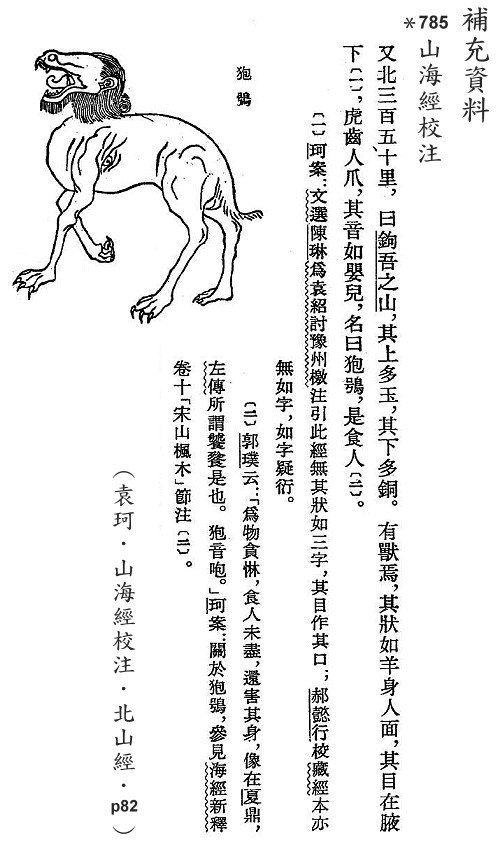 補充資料
＊785
山海經校注
又北三百五十里，曰鉤吾之山，其上多玉，其下多銅。有獸焉，其狀如羊身人面，其目在腋
下〔一〕，虎齒人爪，其音如嬰兒，名曰狍鴞，是食人〔二〕。
〔一〕珂案：文選陳琳爲袁紹討豫州檄注引此經無其狀如三字，其目作其口；郝懿行校藏經本亦
無如字，如字疑衍。
〔二〕郭璞云：「爲物貪惏，食人未盡，還害其身，像在夏鼎，
左傳所謂饕餮是也。狍音咆。」珂案：關於狍鴞，參見海經新釋
卷十「宋山楓木」節注〔二〕。
狍鴞
（袁珂．山海經校注．北山經．p82）